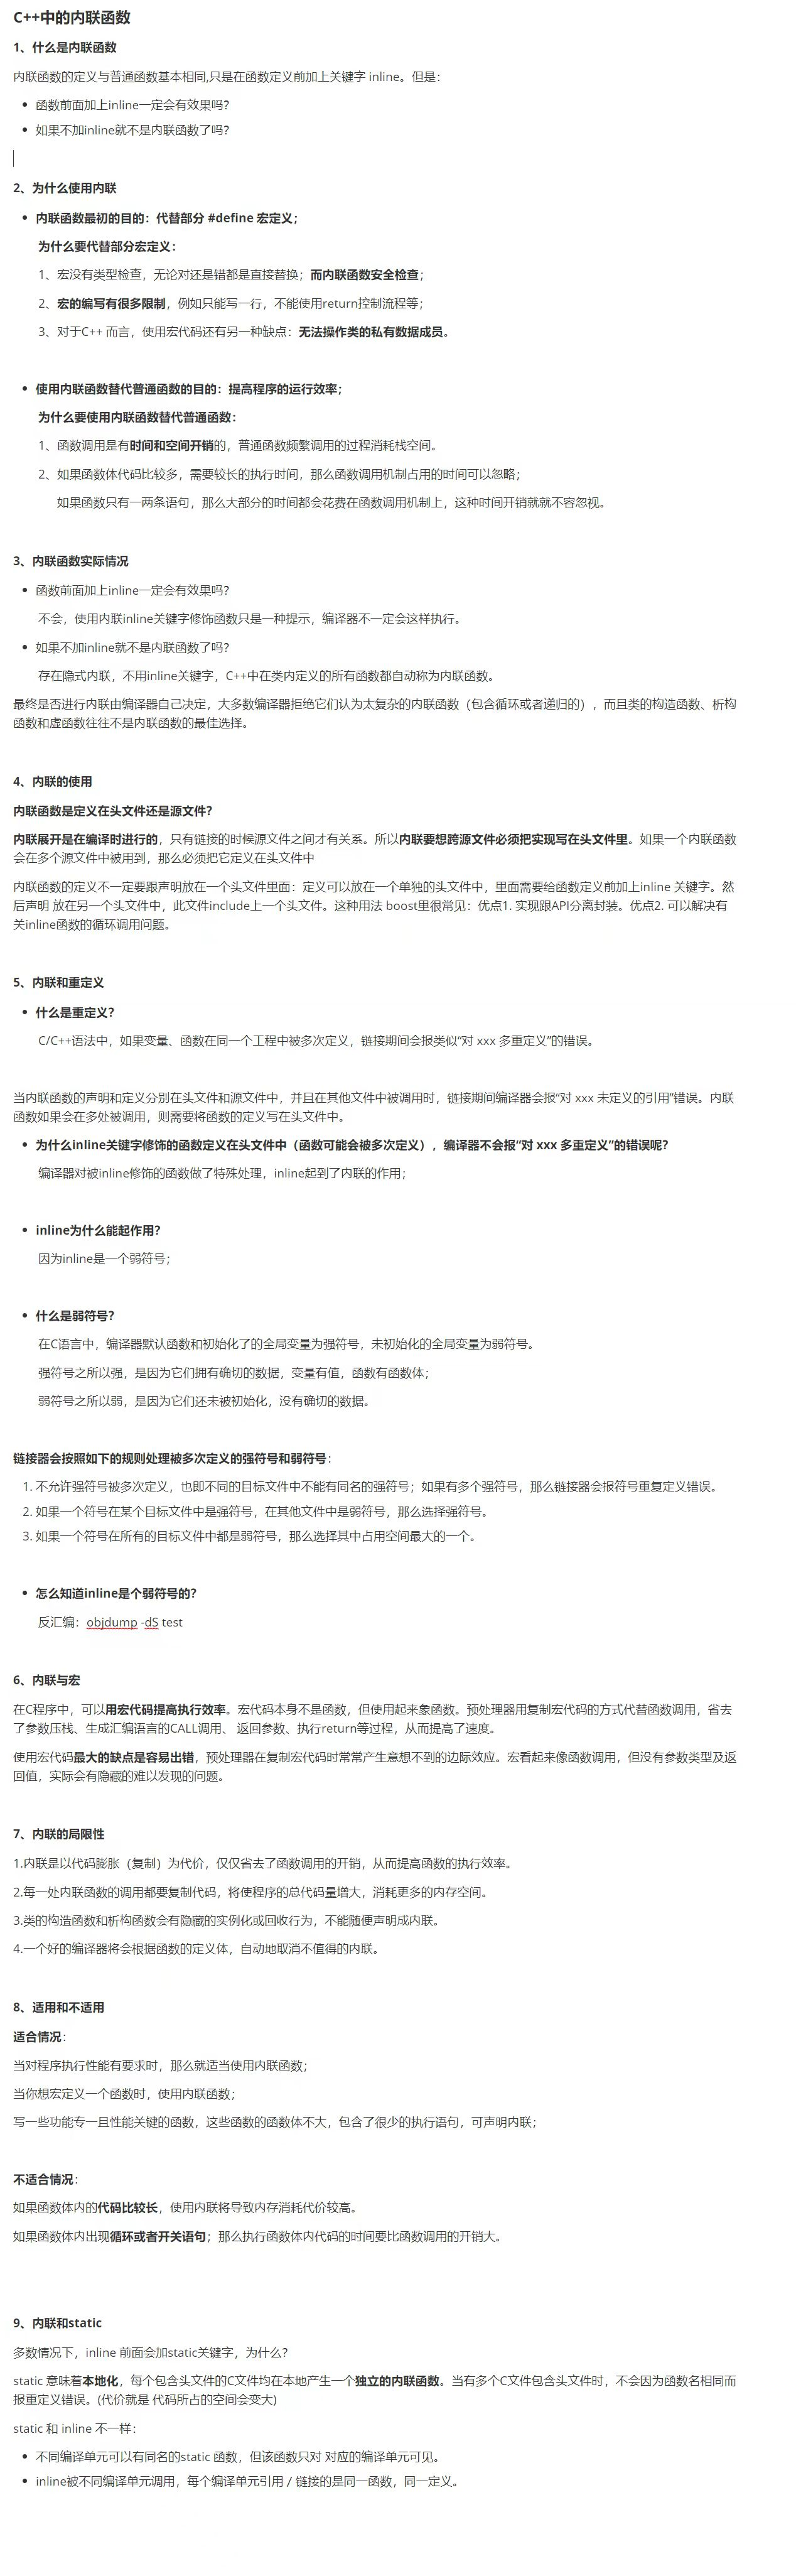 C++中的内联函数
1、什么是内联函数
内联函数的定义与普通函数基本相同,只是在函数定义前加上关键字 inline。但是：
• 函数前面加上inline一定会有效果吗?
• 如果不加inline就不是内联函数了吗?
2、为什么使用内联
• 内联函数最初的目的：代替部分 #define 宏定义；
为什么要代替部分宏定义：
1、宏没有类型检查，无论对还是错都是直接替换；而内联函数安全检查；
2、宏的编写有很多限制，例如只能写一行，不能使用return控制流程等；
3、对于C++ 而言，使用宏代码还有另一种缺点：无法操作类的私有数据成员。
• 使用内联函数替代普通函数的目的：提高程序的运行效率；
为什么要使用内联函数替代普通函数：
1、函数调用是有时间和空间开销的，普通函数频繁调用的过程消耗栈空间。
2、如果函数体代码比较多，需要较长的执行时间，那么函数调用机制占用的时间可以忽略；
如果函数只有一两条语句，那么大部分的时间都会花费在函数调用机制上，这种时间开销就就不容忽视。
3、内联函数实际情况
• 函数前面加上inline一定会有效果吗?
不会，使用内联inline关键字修饰函数只是一种提示，编译器不一定会这样执行。
• 如果不加inline就不是内联函数了吗?
存在隐式内联，不用inline关键字，C++中在类内定义的所有函数都自动称为内联函数。
最终是否进行内联由编译器自己决定，大多数编译器拒绝它们认为太复杂的内联函数（包含循环或者递归的），而且类的构造函数、析构
函数和虚函数往往不是内联函数的最佳选择。
4、内联的使用
内联函数是定义在头文件还是源文件?
内联展开是在编译时进行的，只有链接的时候源文件之间才有关系。所以内联要想跨源文件必须把实现写在头文件里。如果一个内联函数
会在多个源文件中被用到，那么必须把它定义在头文件中
内联函数的定义不一定要跟声明放在一个头文件里面：定义可以放在一个单独的头文件中，里面需要给函数定义前加上inline 关键字。然
后声明 放在另一个头文件中，此文件include上一个头文件。这种用法 boost里很常见：优点1. 实现跟API分离封装。优点2. 可以解决有
关inline函数的循环调用问题。
5、内联和重定义
• 什么是重定义?
C/C++语法中，如果变量、函数在同一个工程中被多次定义，链接期间会报类似“对 xxx 多重定义”的错误。
当内联函数的声明和定义分别在头文件和源文件中，并且在其他文件中被调用时，链接期间编译器会报“对 xxx 未定义的引用”错误。内联
函数如果会在多处被调用，则需要将函数的定义写在头文件中。
• 为什么inline关键字修饰的函数定义在头文件中（函数可能会被多次定义），编译器不会报“对 xxx 多重定义”的错误呢?
编译器对被inline修饰的函数做了特殊处理，inline起到了内联的作用；
• inline为什么能起作用?
因为inline是一个弱符号；
• 什么是弱符号?
在C语言中，编译器默认函数和初始化了的全局变量为强符号，未初始化的全局变量为弱符号。
强符号之所以强，是因为它们拥有确切的数据，变量有值，函数有函数体；
弱符号之所以弱，是因为它们还未被初始化，没有确切的数据。
链接器会按照如下的规则处理被多次定义的强符号和弱符号：
1. 不允许强符号被多次定义，也即不同的目标文件中不能有同名的强符号；如果有多个强符号，那么链接器会报符号重复定义错误。
2. 如果一个符号在某个目标文件中是强符号，在其他文件中是弱符号，那么选择强符号。
3. 如果一个符号在所有的目标文件中都是弱符号，那么选择其中占用空间最大的一个。
• 怎么知道inline是个弱符号的?
反汇编：objdump -dS test
6、内联与宏
在C程序中，可以用宏代码提高执行效率。宏代码本身不是函数，但使用起来象函数。预处理器用复制宏代码的方式代替函数调用，省去
了参数压栈、生成汇编语言的CALL调用、 返回参数、执行return等过程，从而提高了速度。
使用宏代码最大的缺点是容易出错，预处理器在复制宏代码时常常产生意想不到的边际效应。宏看起来像函数调用，但没有参数类型及返
回值，实际会有隐藏的难以发现的问题。
7、内联的局限性
1.内联是以代码膨胀（复制）为代价，仅仅省去了函数调用的开销，从而提高函数的执行效率。
2.每一处内联函数的调用都要复制代码，将使程序的总代码量增大，消耗更多的内存空间。
3.类的构造函数和析构函数会有隐藏的实例化或回收行为，不能随便声明成内联。
4.一个好的编译器将会根据函数的定义体，自动地取消不值得的内联。
8、适用和不适用
适合情况：
当对程序执行性能有要求时，那么就适当使用内联函数；
当你想宏定义一个函数时，使用内联函数；
写一些功能专一且性能关键的函数，这些函数的函数体不大，包含了很少的执行语句，可声明内联；
不适合情况：
如果函数体内的代码比较长，使用内联将导致内存消耗代价较高。
如果函数体内出现循环或者开关语句；那么执行函数体内代码的时间要比函数调用的开销大。
9、内联和static
多数情况下，inline 前面会加static关键字，为什么?
static 意味着本地化，每个包含头文件的C文件均在本地产生一个独立的内联函数。当有多个C文件包含头文件时，不会因为函数名相同而
报重定义错误。(代价就是 代码所占的空间会变大)
static 和 inline 不一样：
• 不同编译单元可以有同名的static 函数，但该函数只对 对应的编译单元可见。
• inline被不同编译单元调用，每个编译单元引用 / 链接的是同一函数，同一定义。